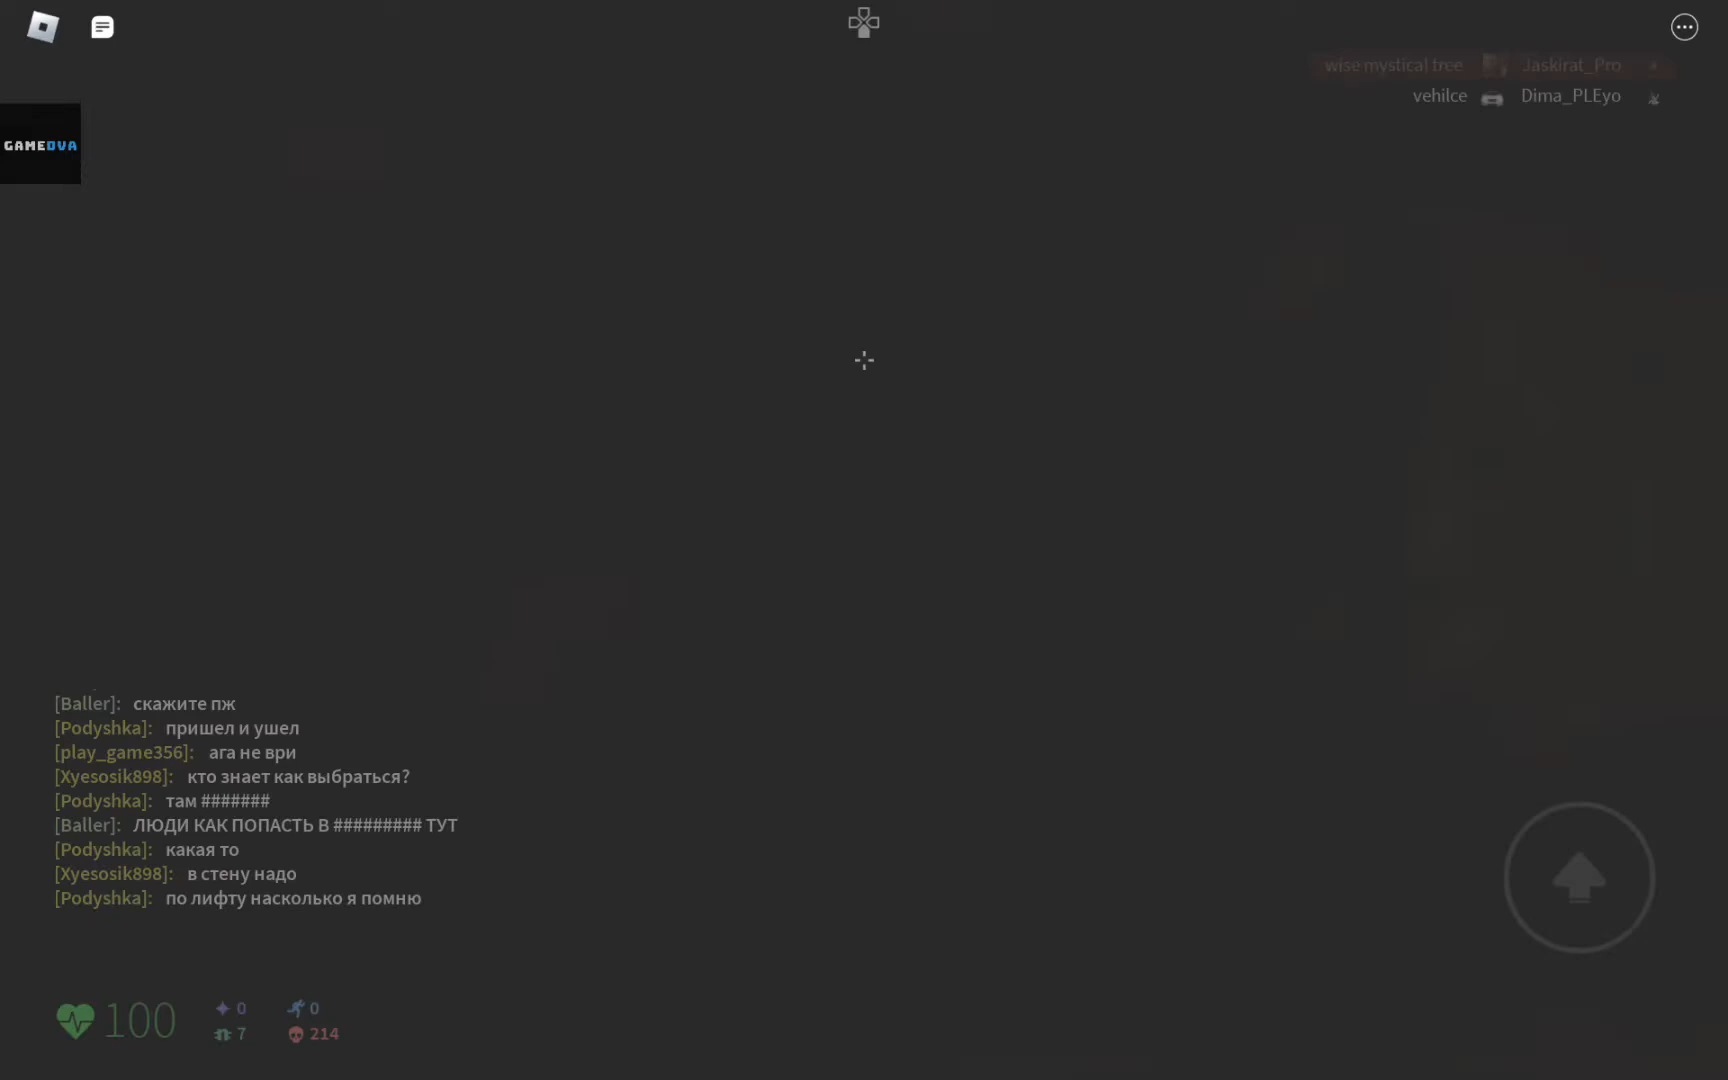 wise mystical tree Jaskirat_Pro
vehilce Dima_PLEyo
GAMEDVA
[Baller]: скажите пж
[Podyshka]: пришел и ушел
[play_game356]: ага не ври
[Xyesosik898]: кто знает как выбраться?
[Podyshka]: там #######
[Baller]: ЛЮДИ КАК ПОПАСТЬ В ######### ТУТ
[Podyshka]: какая то
[Xyesosik898]: в стену надо
[Podyshka]: по лифту насколько я помню
100
0 0
7 214